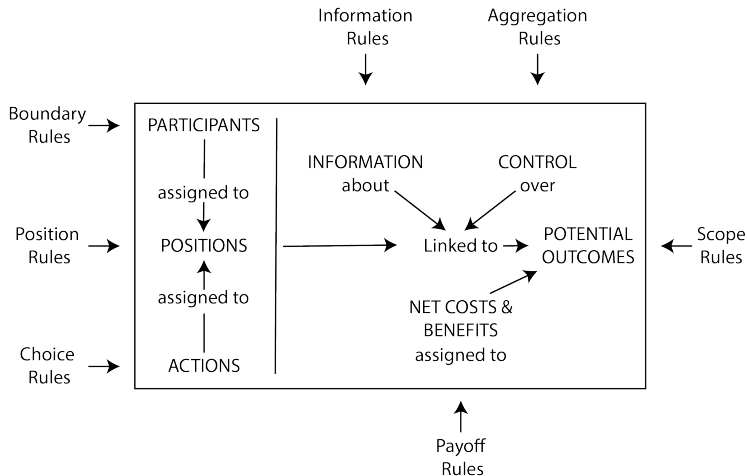 Information
Rules
Aggregation
Rules
Boundary
Rules
PARTICIPANTS
INFORMATION
about
CONTROL
over
assigned to
Position
Rules
POSITIONS
Linked to
POTENTIAL
OUTCOMES
Scope
Rules
assigned to
NET COSTS &
BENEFITS
assigned to
Choice
Rules
ACTIONS
Payoff
Rules